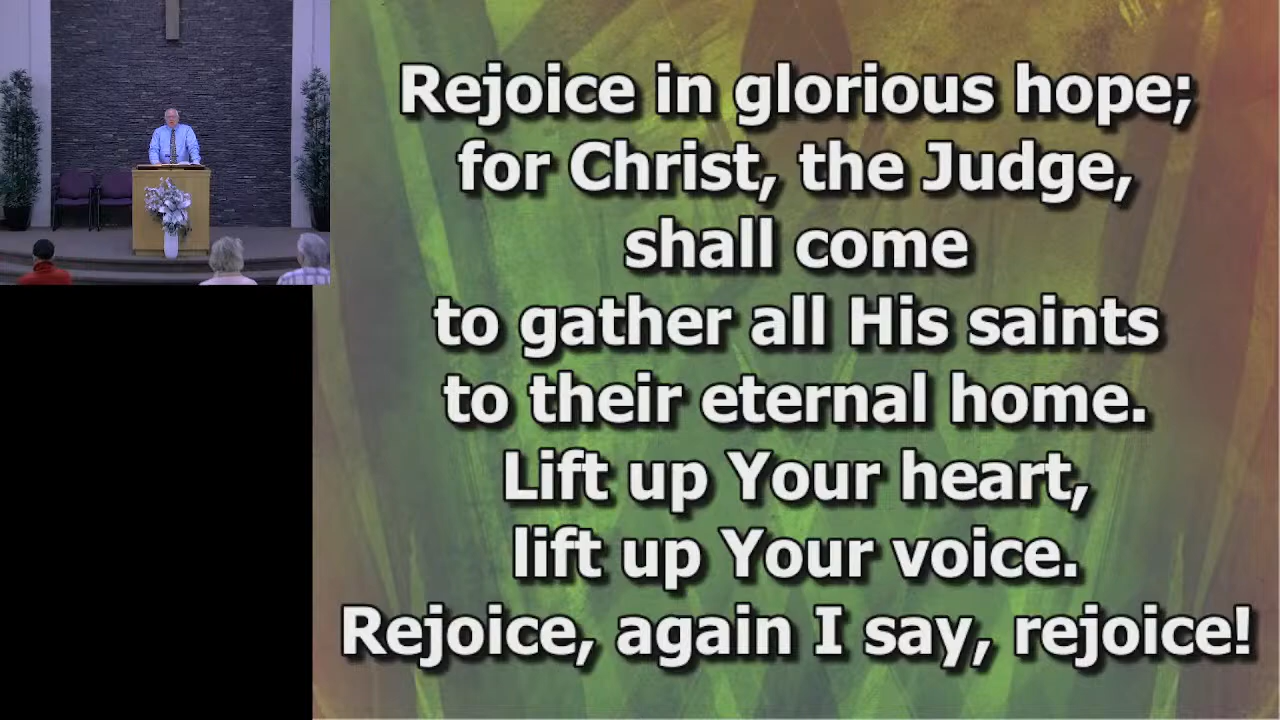 Rejoice in glorious hope;
for Christ, the Judge,
shall come
to gather all His saints
to their eternal home.
Lift up Your heart,
lift up Your voice.
Rejoice, again I say, rejoice!